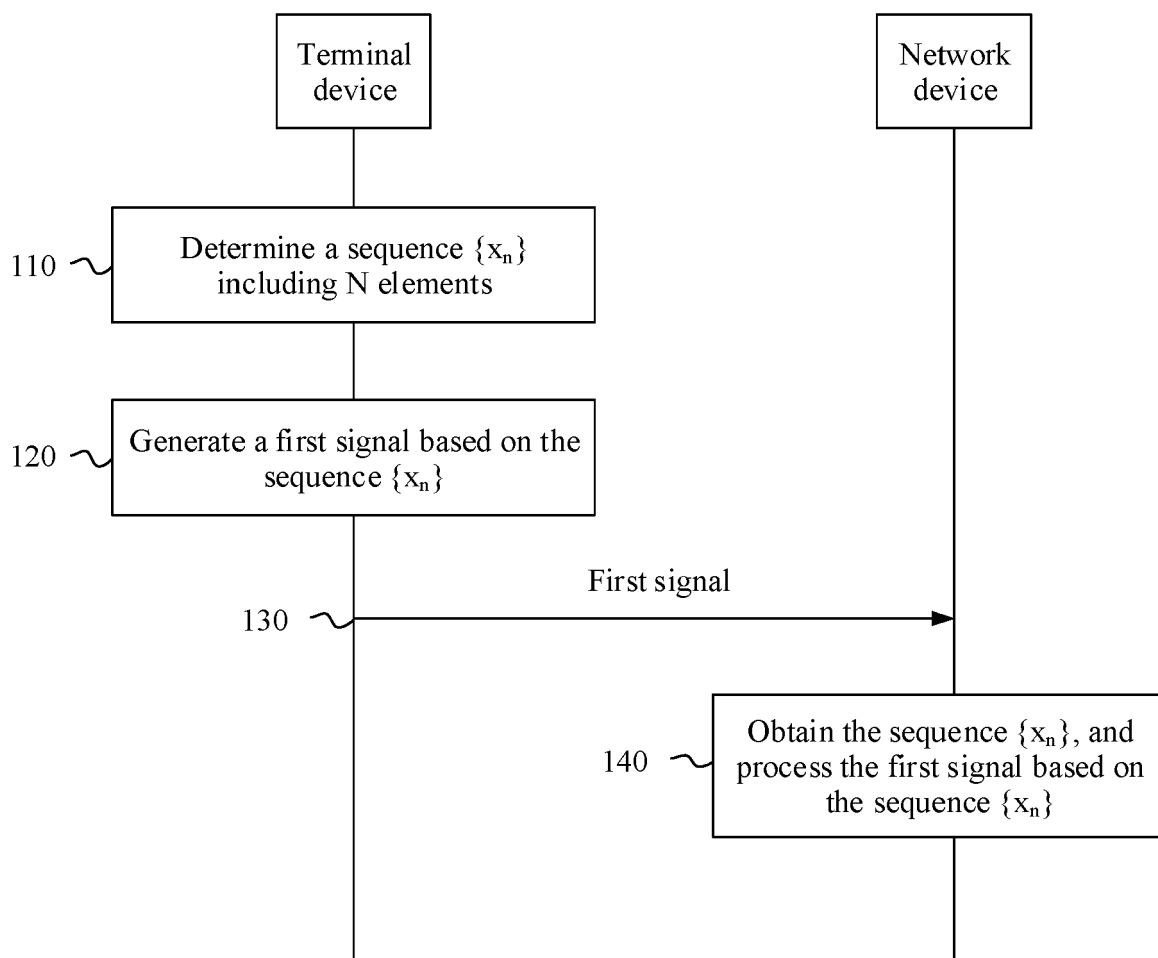 Terminal
device
Network
device
110
Determine a sequence {xₙ}
including N elements
120
Generate a first signal based on the
sequence {xₙ}
First signal
130
140
Obtain the sequence {xₙ}, and
process the first signal based on
the sequence {xₙ}